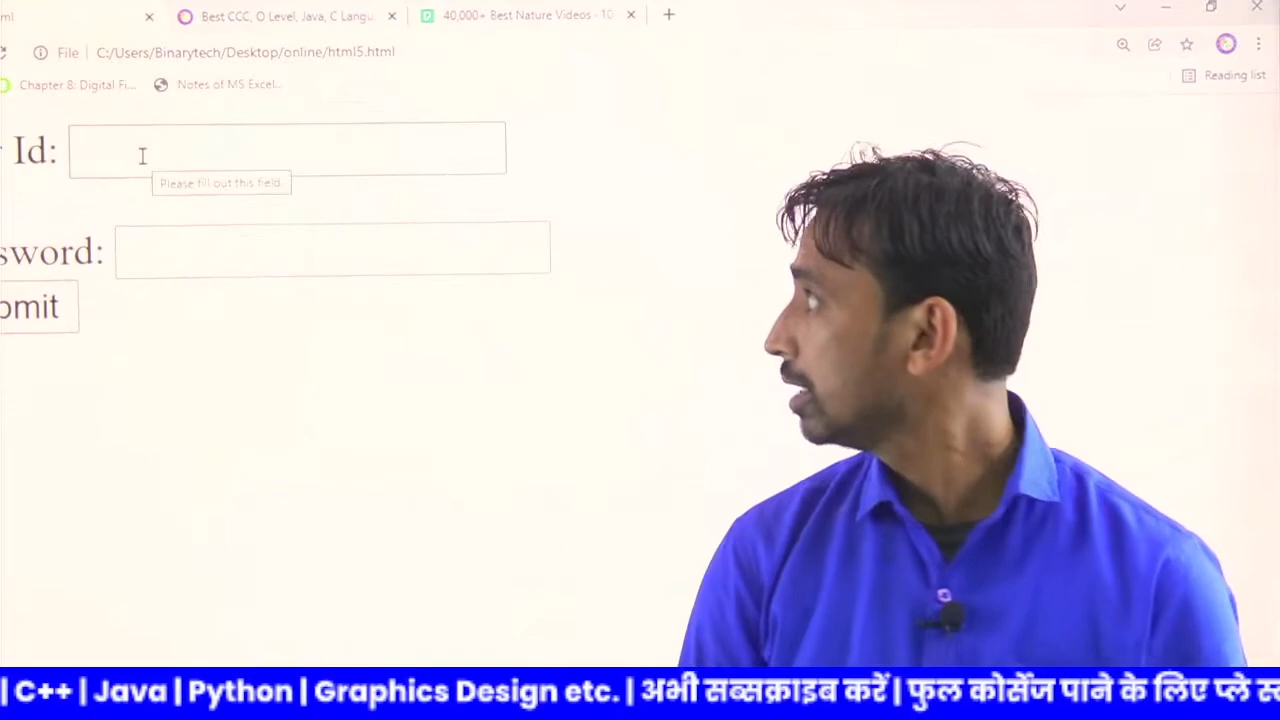 ml Best CCC, O Level, Java, C Langu. 40,000+ Best Nature Videos - 10
File C:/Users/Binarytech/Desktop/online/html5.html
Chapter 8: Digital Fi... Notes of MS Excel... Reading list
Id:
Please fill out this field.
sword:
omit
| C++ | Java | Python | Graphics Design etc. | अभी सब्सक्राइब करें | फुल कोर्सेज पाने के लिए प्ले